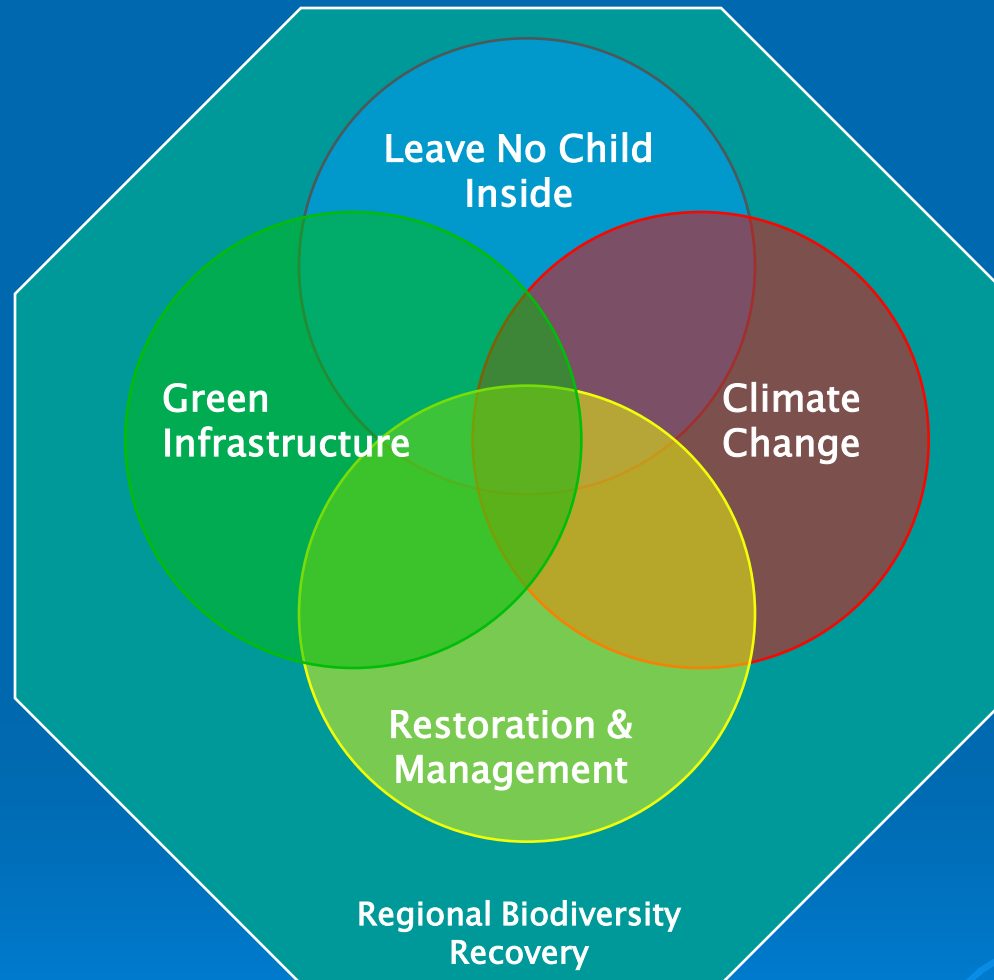 Leave No Child
Inside
Green
Infrastructure
Climate
Change
Restoration &
Management
Regional Biodiversity
Recovery